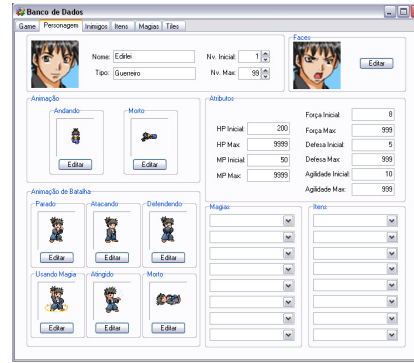 Banco de Dados
Game Personagem Inimigos Itens Magias Tiles
Nome: Edirlei
Tipo: Guerreiro
Nv. Inicial: 1
Nv. Max: 99
Faces
Editar
Animação
Andando
Editar
Morto
Editar
Atributos
HP Inicial: 200
HP Max: 9999
MP Inicial: 50
MP Max: 999
Força Inicial: 8
Força Max: 999
Defesa Inicial: 5
Defesa Max: 999
Agilidade Inicial: 10
Agilidade Max: 999
Animação de Batalha
Parado
Editar
Atacando
Editar
Defendendo
Editar
Usando Magia
Editar
Atingido
Editar
Morto
Editar
Magias
Itens